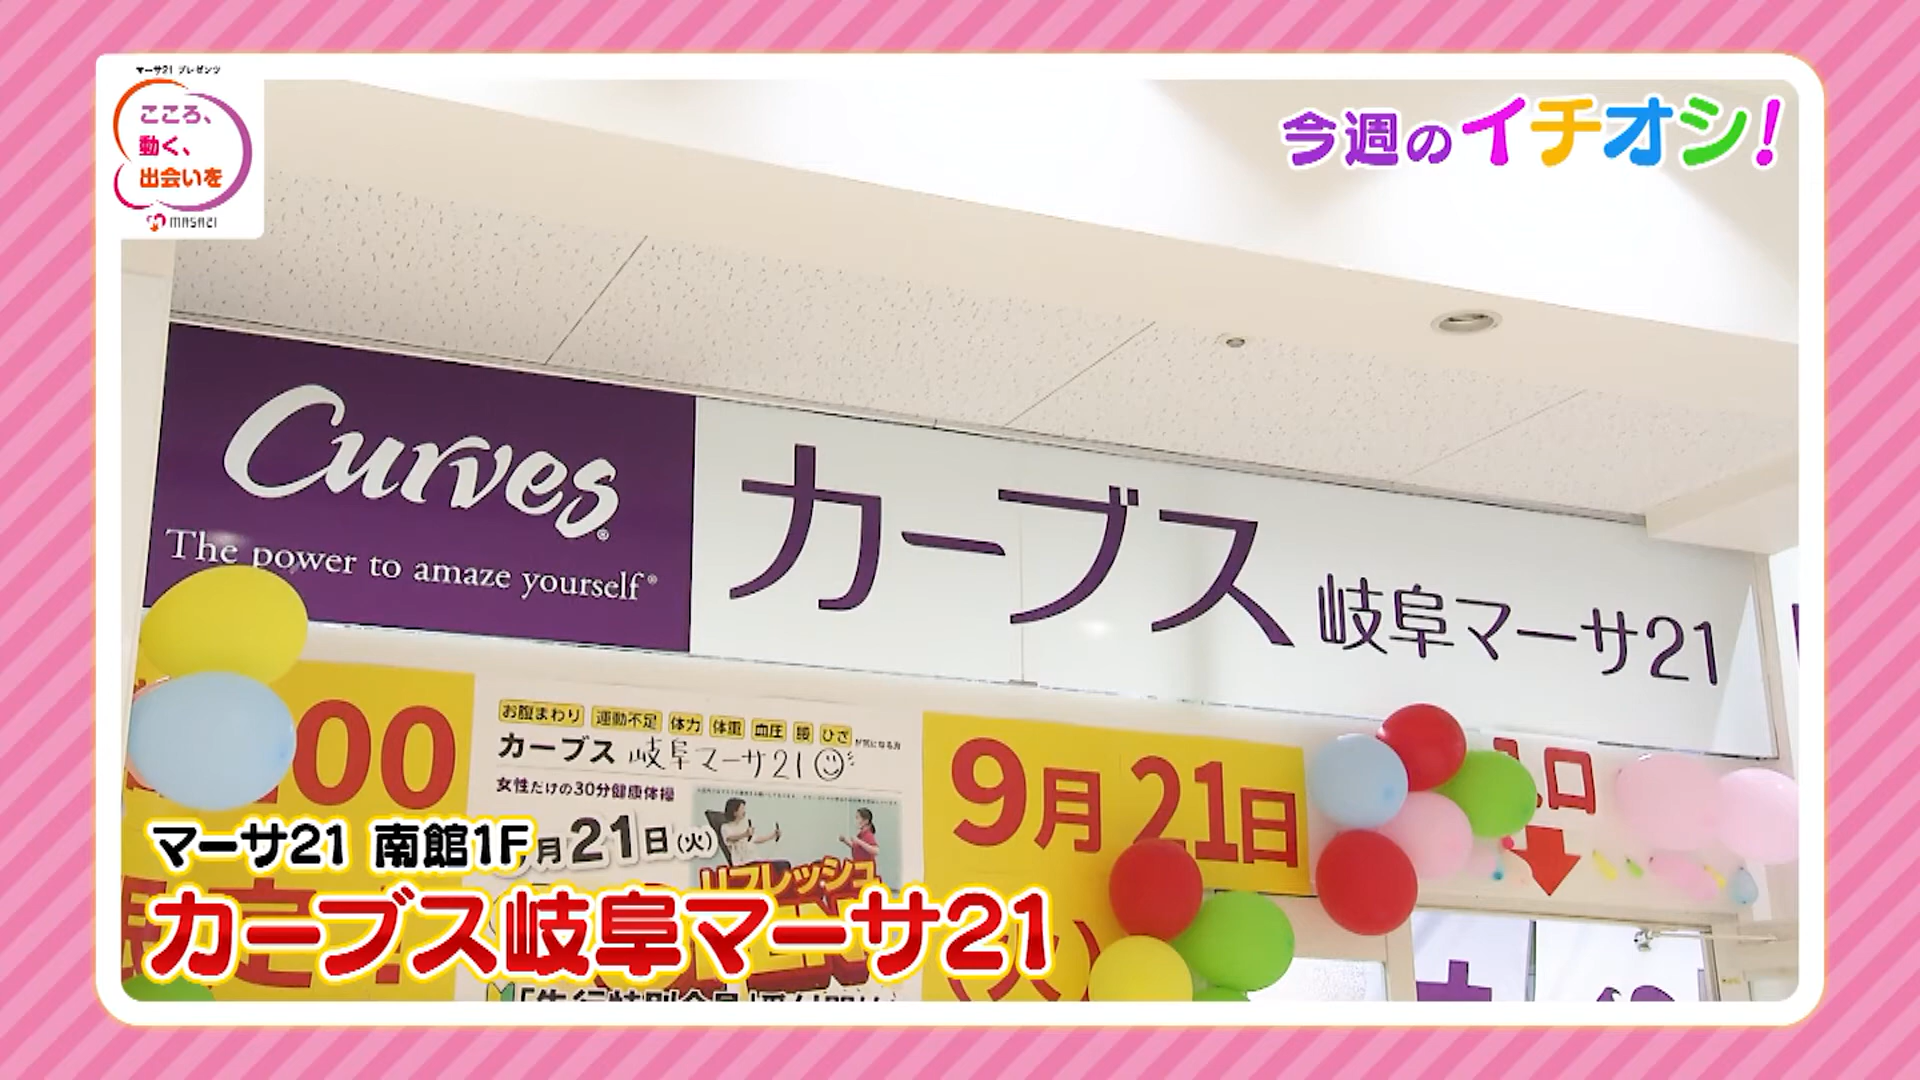 マーサ21 プレゼンツ
こころ、
動く、
出会いを
MASA21
今週のイチオシ!
Curves®
The power to amaze yourself®
カーブス 岐阜マーサ21
00
お腹まわり 運動不足 体力 体重 血圧 腰 ひざ が気になる方
カーブス 岐阜マーサ21
女性だけの30分健康体操
月21日(火)
リフレッシュ
9月21日
(火)
口
マーサ21 南館1F
カーブス岐阜マーサ21